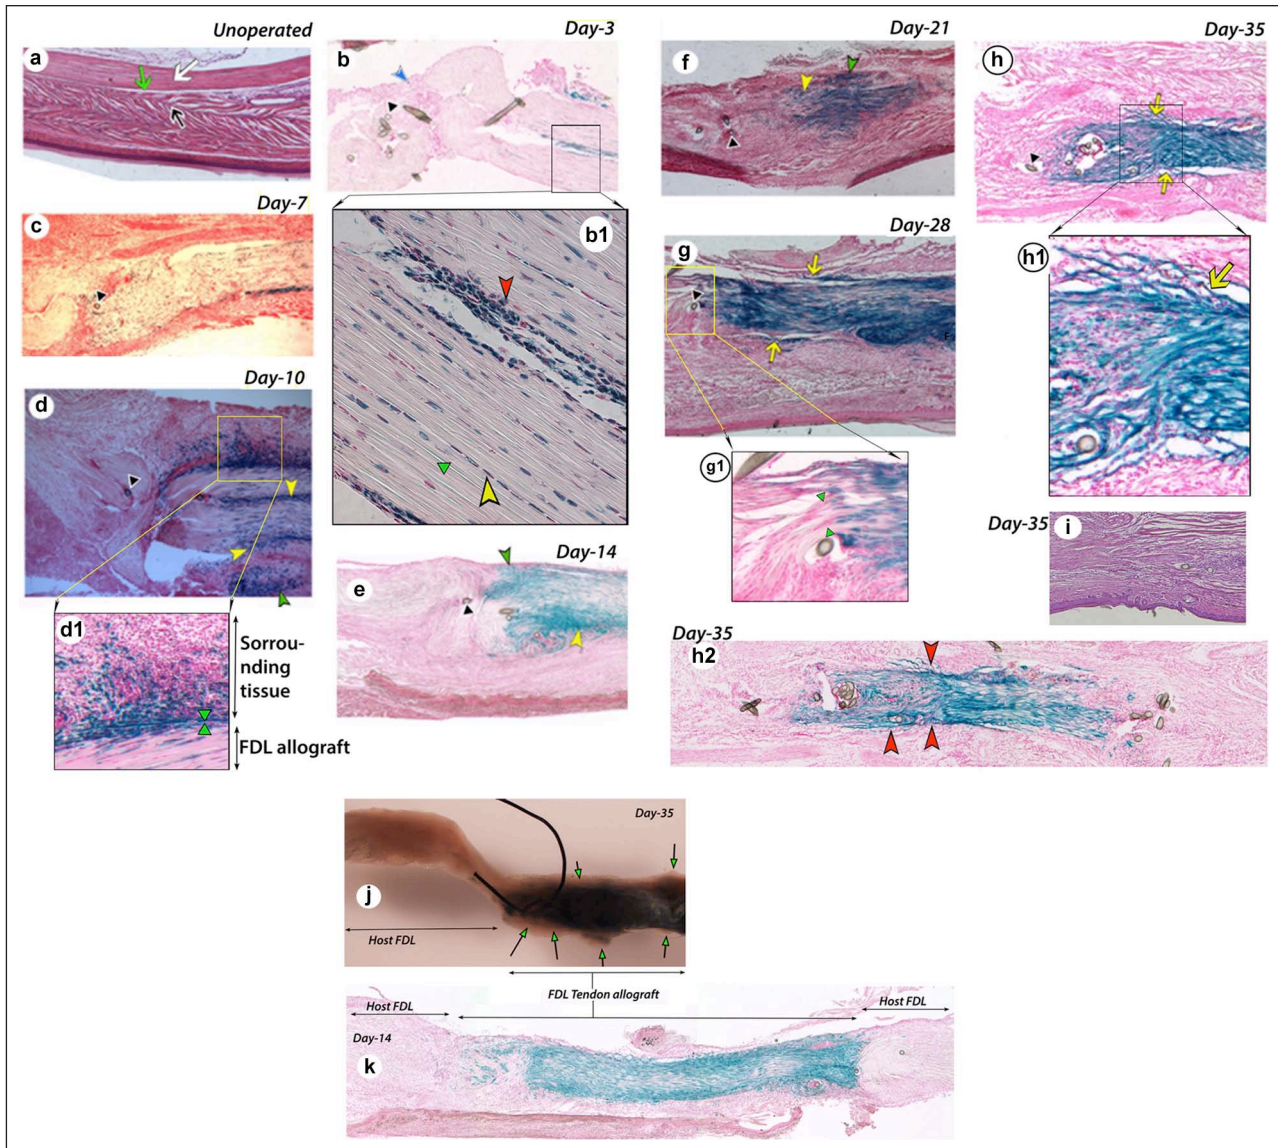 Unoperated
a
Day-3
b
b1
Day-7
c
Day-10
d
d1
Sorrou-
nding
tissue
FDL allograft
Day-14
e
Day-21
f
Day-28
g
g1
Day-35
h
h1
Day-35
i
Day-35
h2
Day-35
j
Host FDL
FDL Tendon allograft
Host FDL
Host FDL
Day-14
k